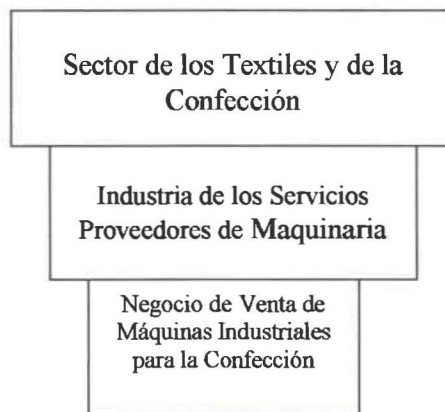 Sector de los Textiles y de la
Confección
Industria de los Servicios
Proveedores de Maquinaria
Negocio de Venta de
Máquinas Industriales
para la Confección